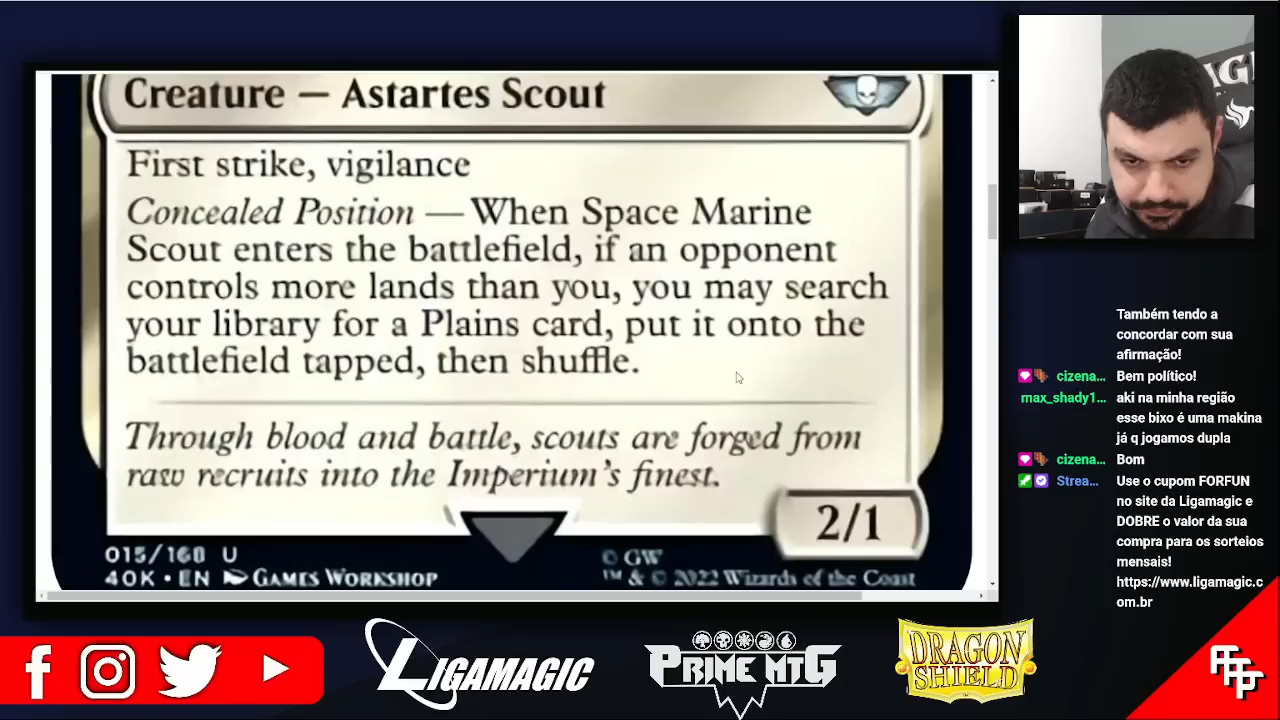 Creature — Astartes Scout
First strike, vigilance
Concealed Position — When Space Marine
Scout enters the battlefield, if an opponent
controls more lands than you, you may search
your library for a Plains card, put it onto the
battlefield tapped, then shuffle.
Through blood and battle, scouts are forged from
raw recruits into the Imperium's finest.
2/1
015/168 U
40K • EN GAMES WORKSHOP
© GW
™ & © 2022 Wizards of the Coast
Também tendo a
concordar com sua
afirmação!
cizena... Bem político!
max_shady1... aki na minha região
esse bixo é uma makina
já q jogamos dupla
cizena... Bom
Strea... Use o cupom FORFUN
no site da Ligamagic e
DOBRE o valor da sua
compra para os sorteios
mensais!
https://www.ligamagic.c
om.br
LIGAMAGIC
PRIME MTG
DRAGON
SHIELD